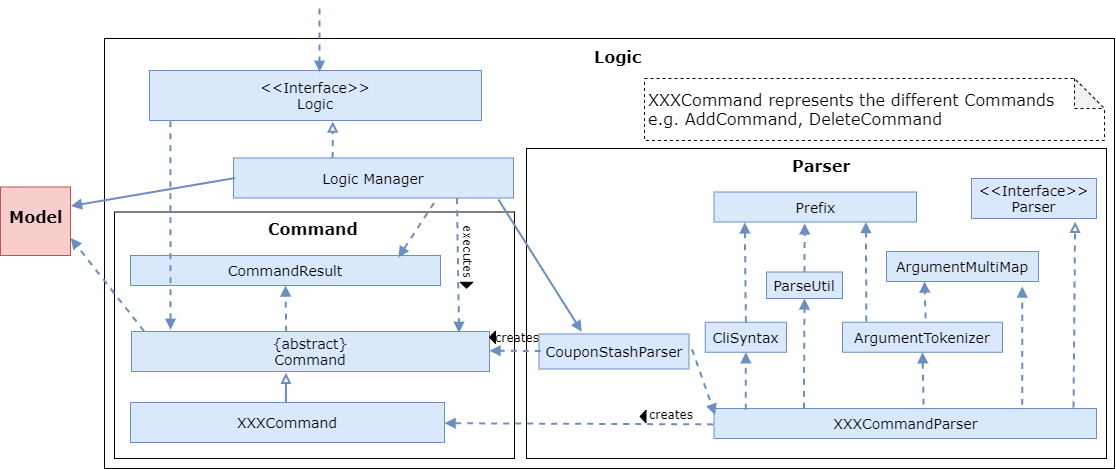 Logic
<<Interface>>
Logic
XXXCommand represents the different Commands
e.g. AddCommand, DeleteCommand
Logic Manager
Model
Command
executes
CommandResult
{abstract}
Command
XXXCommand
creates
CouponStashParser
creates
Parser
Prefix
<<Interface>>
Parser
ParseUtil
ArgumentMultiMap
CliSyntax
ArgumentTokenizer
XXXCommandParser